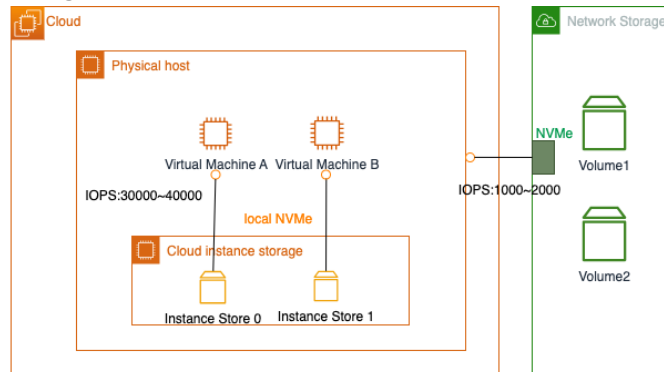 Cloud
Network Storage
Physical host
NVMe
Virtual Machine A
Virtual Machine B
Volume1
IOPS:30000~40000
IOPS:1000~2000
local NVMe
Cloud instance storage
Volume2
Instance Store 0
Instance Store 1